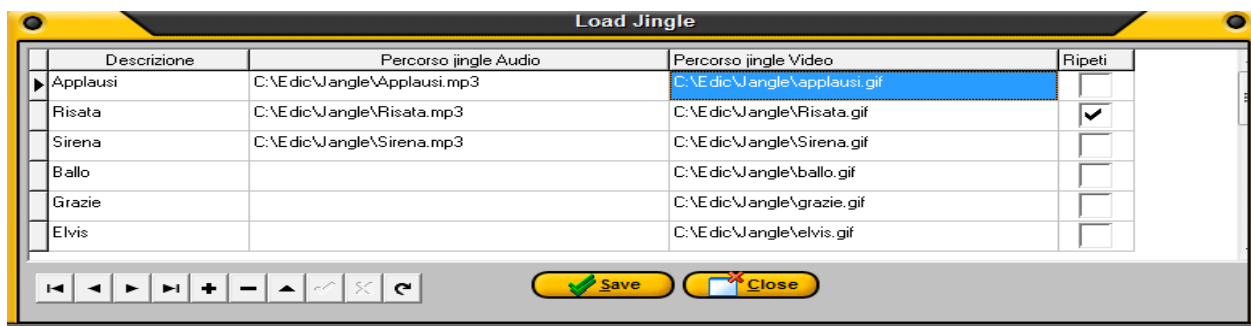 Load Jingle
Descrizione Percorso jingle Audio Percorso jingle Video Ripeti
Applausi C:\Edic\Jangle\Applausi.mp3 C:\Edic\Jangle\applausi.gif
Risata C:\Edic\Jangle\Risata.mp3 C:\Edic\Jangle\Risata.gif
Sirena C:\Edic\Jangle\Sirena.mp3 C:\Edic\Jangle\Sirena.gif
Ballo C:\Edic\Jangle\ballo.gif
Grazie C:\Edic\Jangle\grazie.gif
Elvis C:\Edic\Jangle\elvis.gif
Save Close